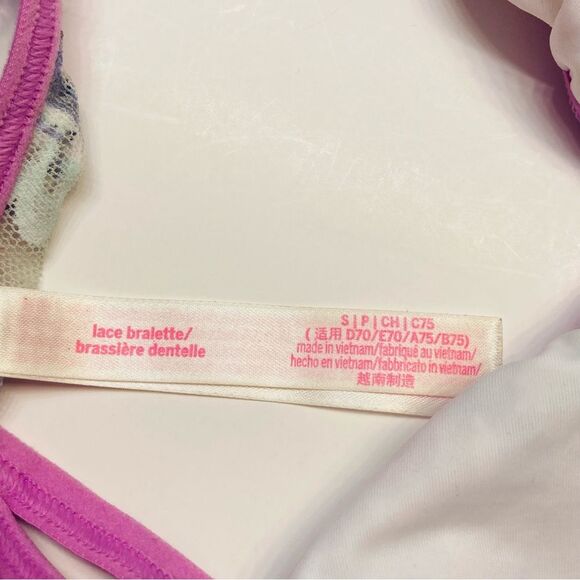 lace bralette/
brassière dentelle
S | P | CH | C75
( 适用 D70/E70/A75/B75)
made in vietnam/fabriqué au vietnam/
hecho en vietnam/fabbricato in vietnam/
越南制造